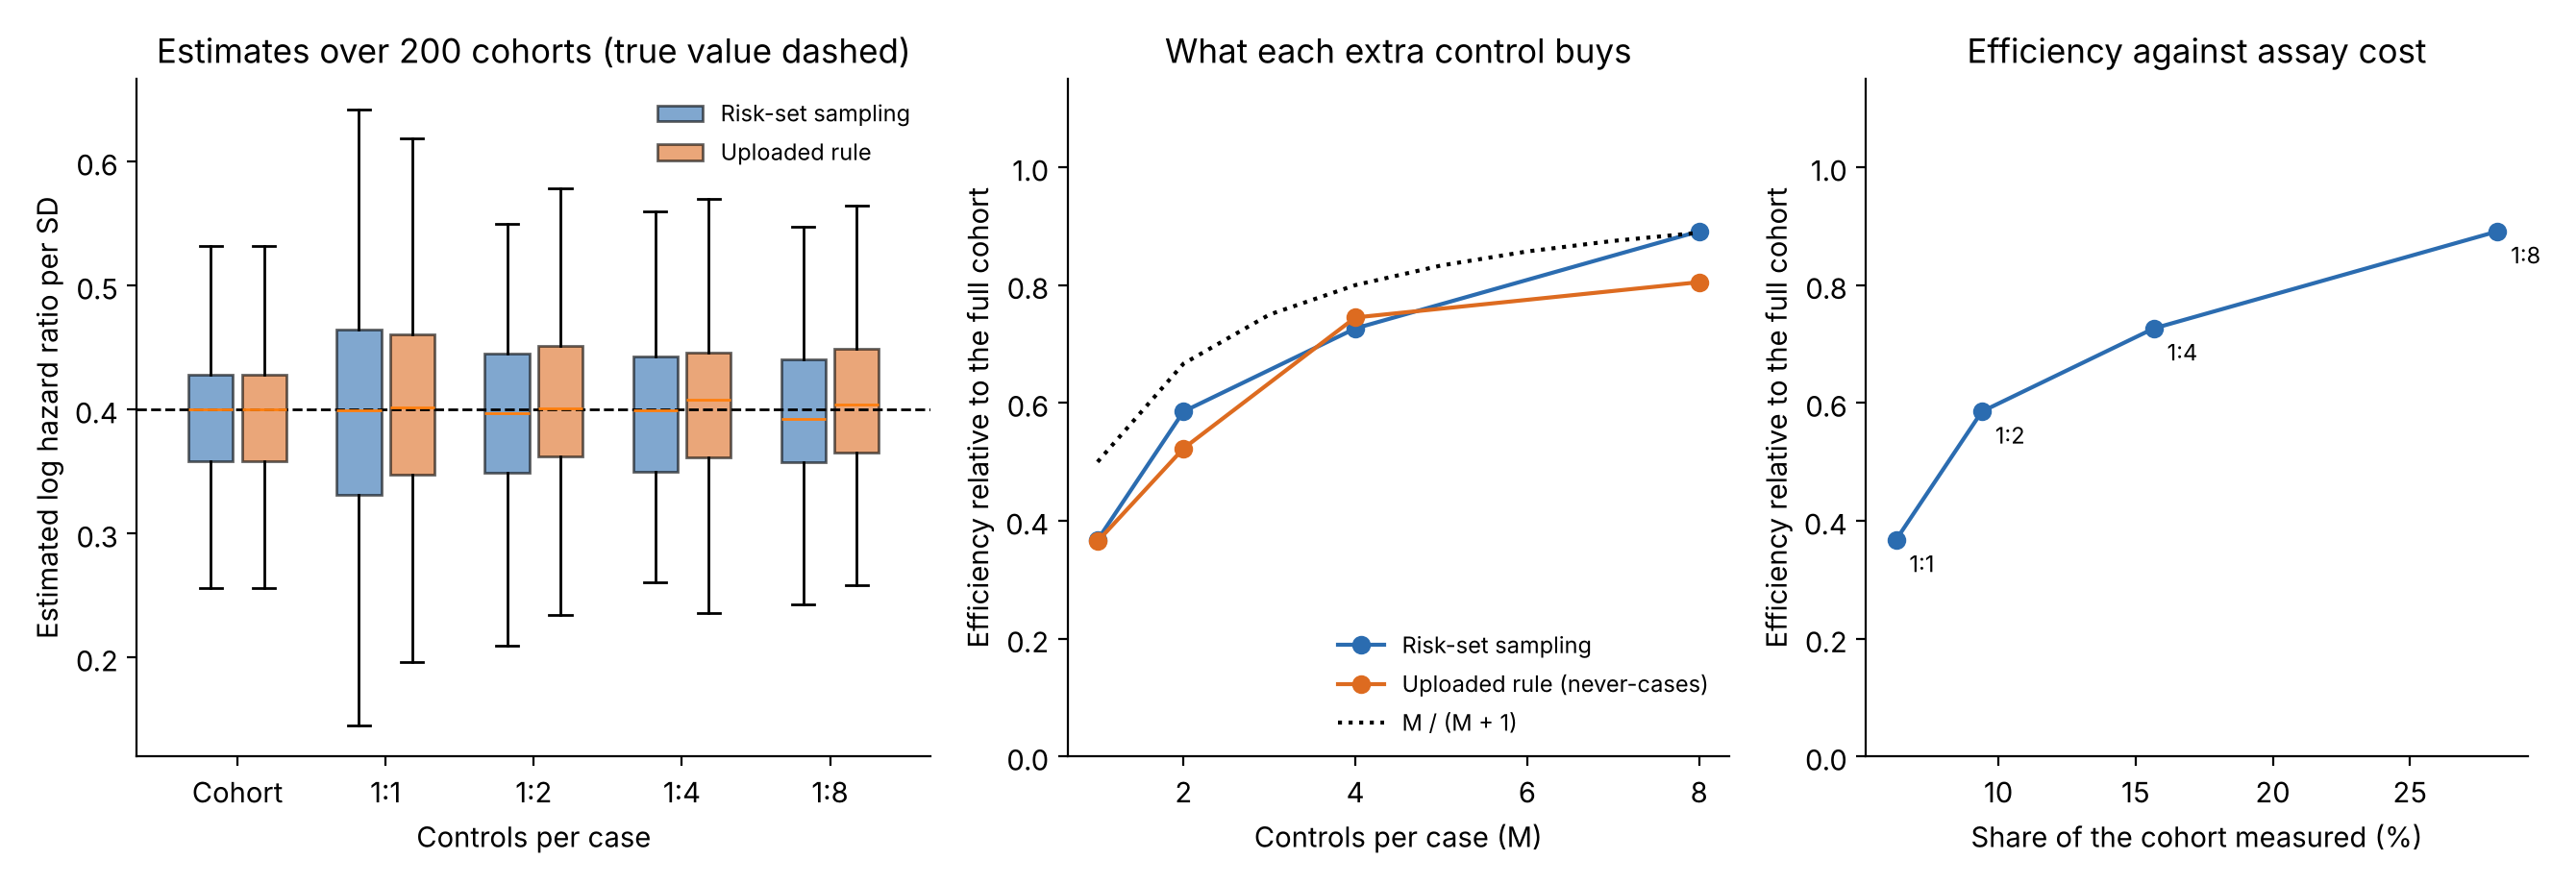 Estimates over 200 cohorts (true value dashed)
Risk-set sampling
Uploaded rule
Estimated log hazard ratio per SD
0.6
0.5
0.4
0.3
0.2
Cohort
1:1
1:2
1:4
1:8
Controls per case
What each extra control buys
Efficiency relative to the full cohort
1.0
0.8
0.6
0.4
0.2
0.0
Risk-set sampling
Uploaded rule (never-cases)
M / (M + 1)
2
4
6
8
Controls per case (M)
Efficiency against assay cost
Efficiency relative to the full cohort
1.0
0.8
0.6
0.4
0.2
0.0
1:1
1:2
1:4
1:8
10
15
20
25
Share of the cohort measured (%)